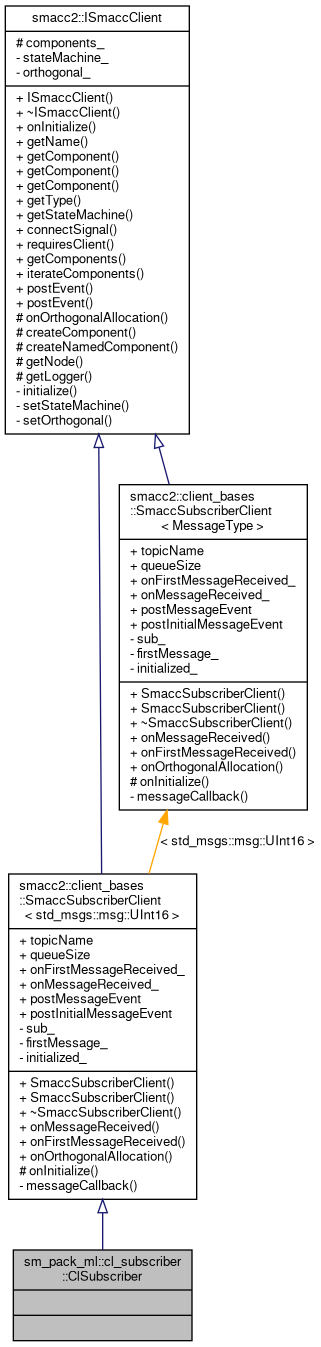 smacc2::ISmaccClient
# components_
- stateMachine_
- orthogonal_
+ ISmaccClient()
+ ~ISmaccClient()
+ onInitialize()
+ getName()
+ getComponent()
+ getComponent()
+ getComponent()
+ getType()
+ getStateMachine()
+ connectSignal()
+ requiresClient()
+ getComponents()
+ iterateComponents()
+ postEvent()
+ postEvent()
# onOrthogonalAllocation()
# createComponent()
# createNamedComponent()
# getNode()
# getLogger()
- initialize()
- setStateMachine()
- setOrthogonal()
smacc2::client_bases
::SmaccSubscriberClient
< MessageType >
+ topicName
+ queueSize
+ onFirstMessageReceived_
+ onMessageReceived_
+ postMessageEvent
+ postInitialMessageEvent
- sub_
- firstMessage_
- initialized_
+ SmaccSubscriberClient()
+ SmaccSubscriberClient()
+ ~SmaccSubscriberClient()
+ onMessageReceived()
+ onFirstMessageReceived()
+ onOrthogonalAllocation()
# onInitialize()
- messageCallback()
< std_msgs::msg::UInt16 >
smacc2::client_bases
::SmaccSubscriberClient
< std_msgs::msg::UInt16 >
+ topicName
+ queueSize
+ onFirstMessageReceived_
+ onMessageReceived_
+ postMessageEvent
+ postInitialMessageEvent
- sub_
- firstMessage_
- initialized_
+ SmaccSubscriberClient()
+ SmaccSubscriberClient()
+ ~SmaccSubscriberClient()
+ onMessageReceived()
+ onFirstMessageReceived()
+ onOrthogonalAllocation()
# onInitialize()
- messageCallback()
sm_pack_ml::cl_subscriber
::ClSubscriber